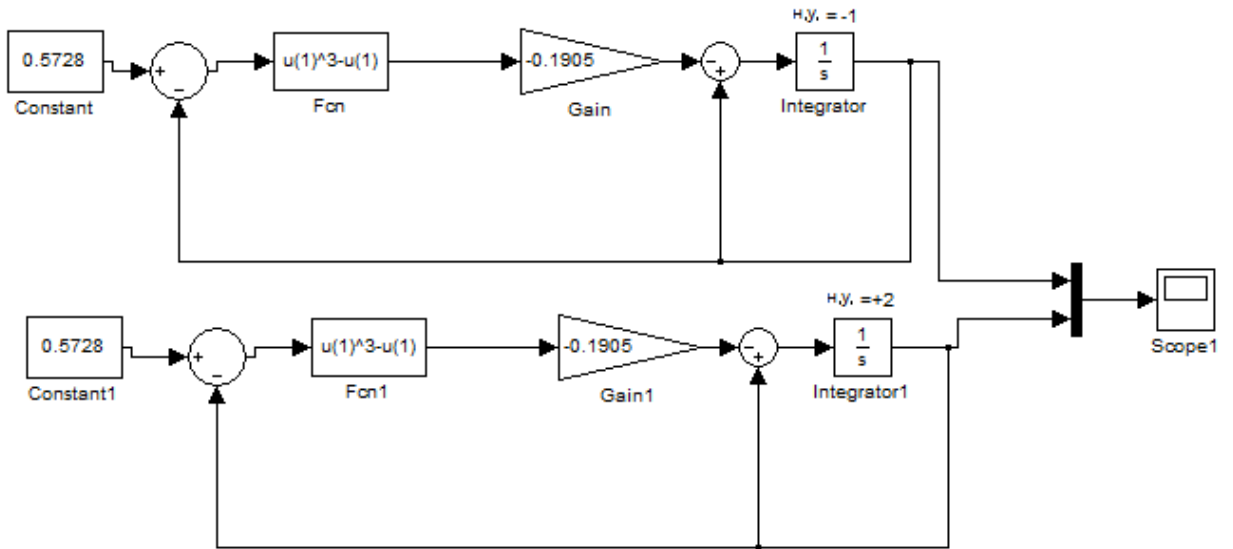 н.у. = -1
0.5728
+
−
u(1)^3-u(1)
-0.1905
−
+
1
s
Constant
Fcn
Gain
Integrator
н.у. =+2
0.5728
+
−
u(1)^3-u(1)
-0.1905
−
+
1
s
Constant1
Fcn1
Gain1
Integrator1
Scope1